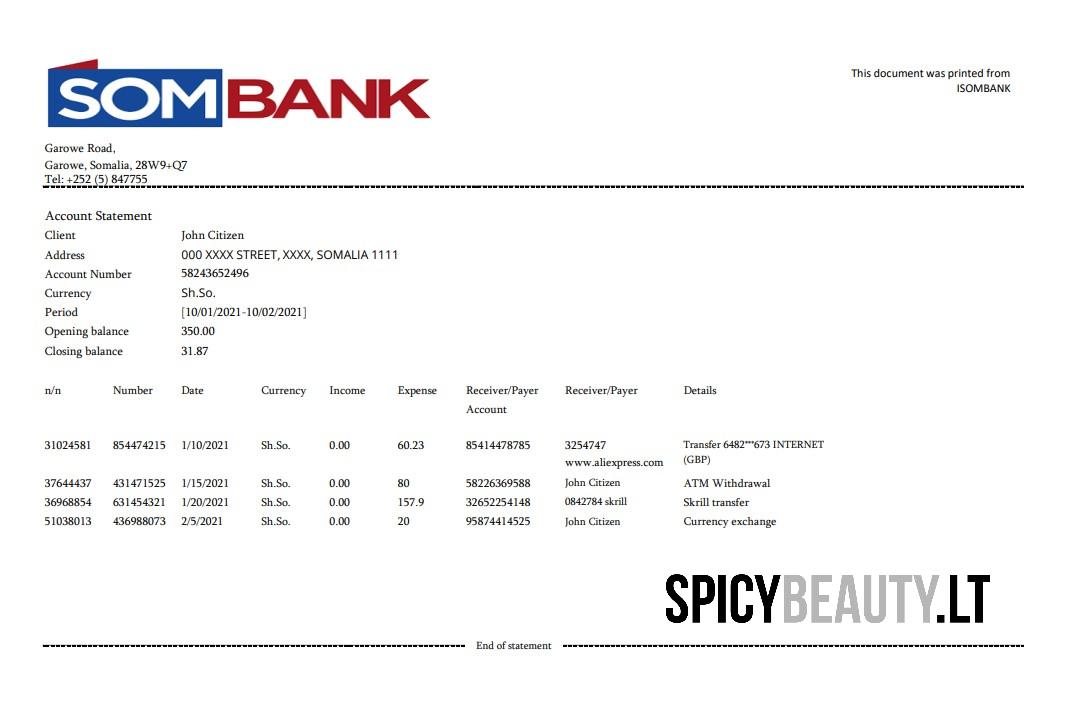 SOMBANK
This document was printed from
ISOMBANK
Garowe Road,
Garowe, Somalia, 28W9+Q7
Tel: +252 (5) 847755
Account Statement
Client John Citizen
Address 000 XXXX STREET, XXXX, SOMALIA 1111
Account Number 58243652496
Currency Sh.So.
Period [10/01/2021-10/02/2021]
Opening balance 350.00
Closing balance 31.87
n/n Number Date Currency Income Expense Receiver/Payer Receiver/Payer Details
Account
31024581 854474215 1/10/2021 Sh.So. 0.00 60.23 85414478785 3254747 Transfer 6482***673 INTERNET
www.aliexpress.com (GBP)
37644437 431471525 1/15/2021 Sh.So. 0.00 80 58226369588 John Citizen ATM Withdrawal
36968854 631454321 1/20/2021 Sh.So. 0.00 157.9 32652254148 0842784 skrill Skrill transfer
51038013 436988073 2/5/2021 Sh.So. 0.00 20 95874414525 John Citizen Currency exchange
SPICYBEAUTY.LT
End of statement